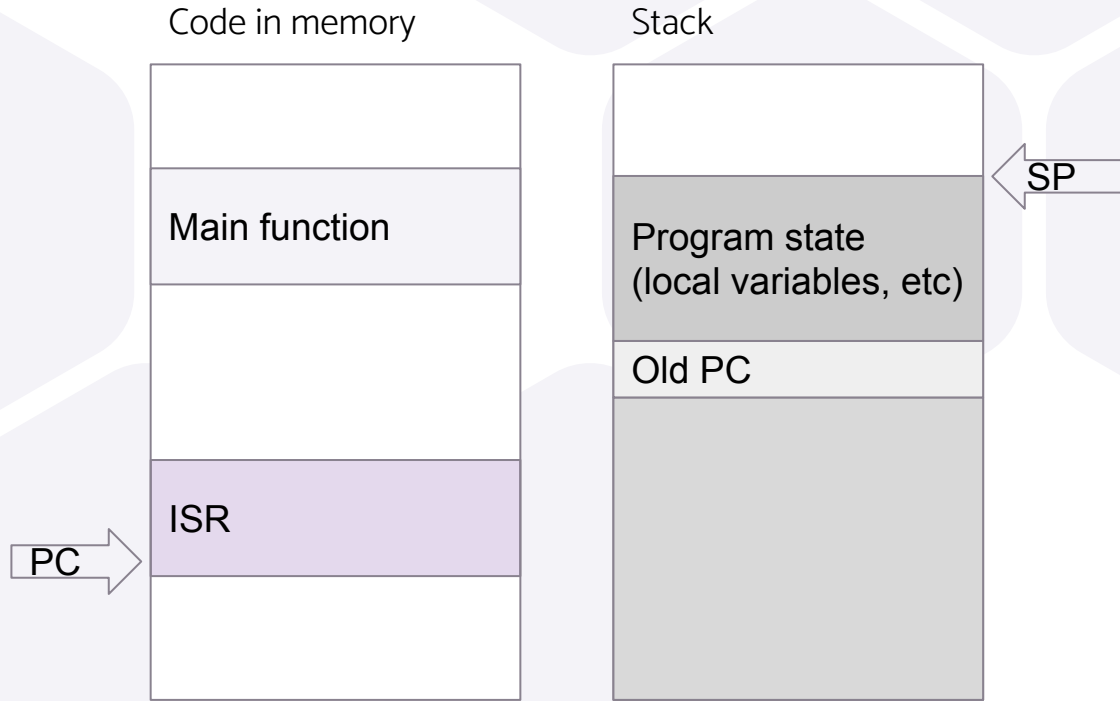 Code in memory
Stack
SP
Main function
Program state
(local variables, etc)
Old PC
ISR
PC